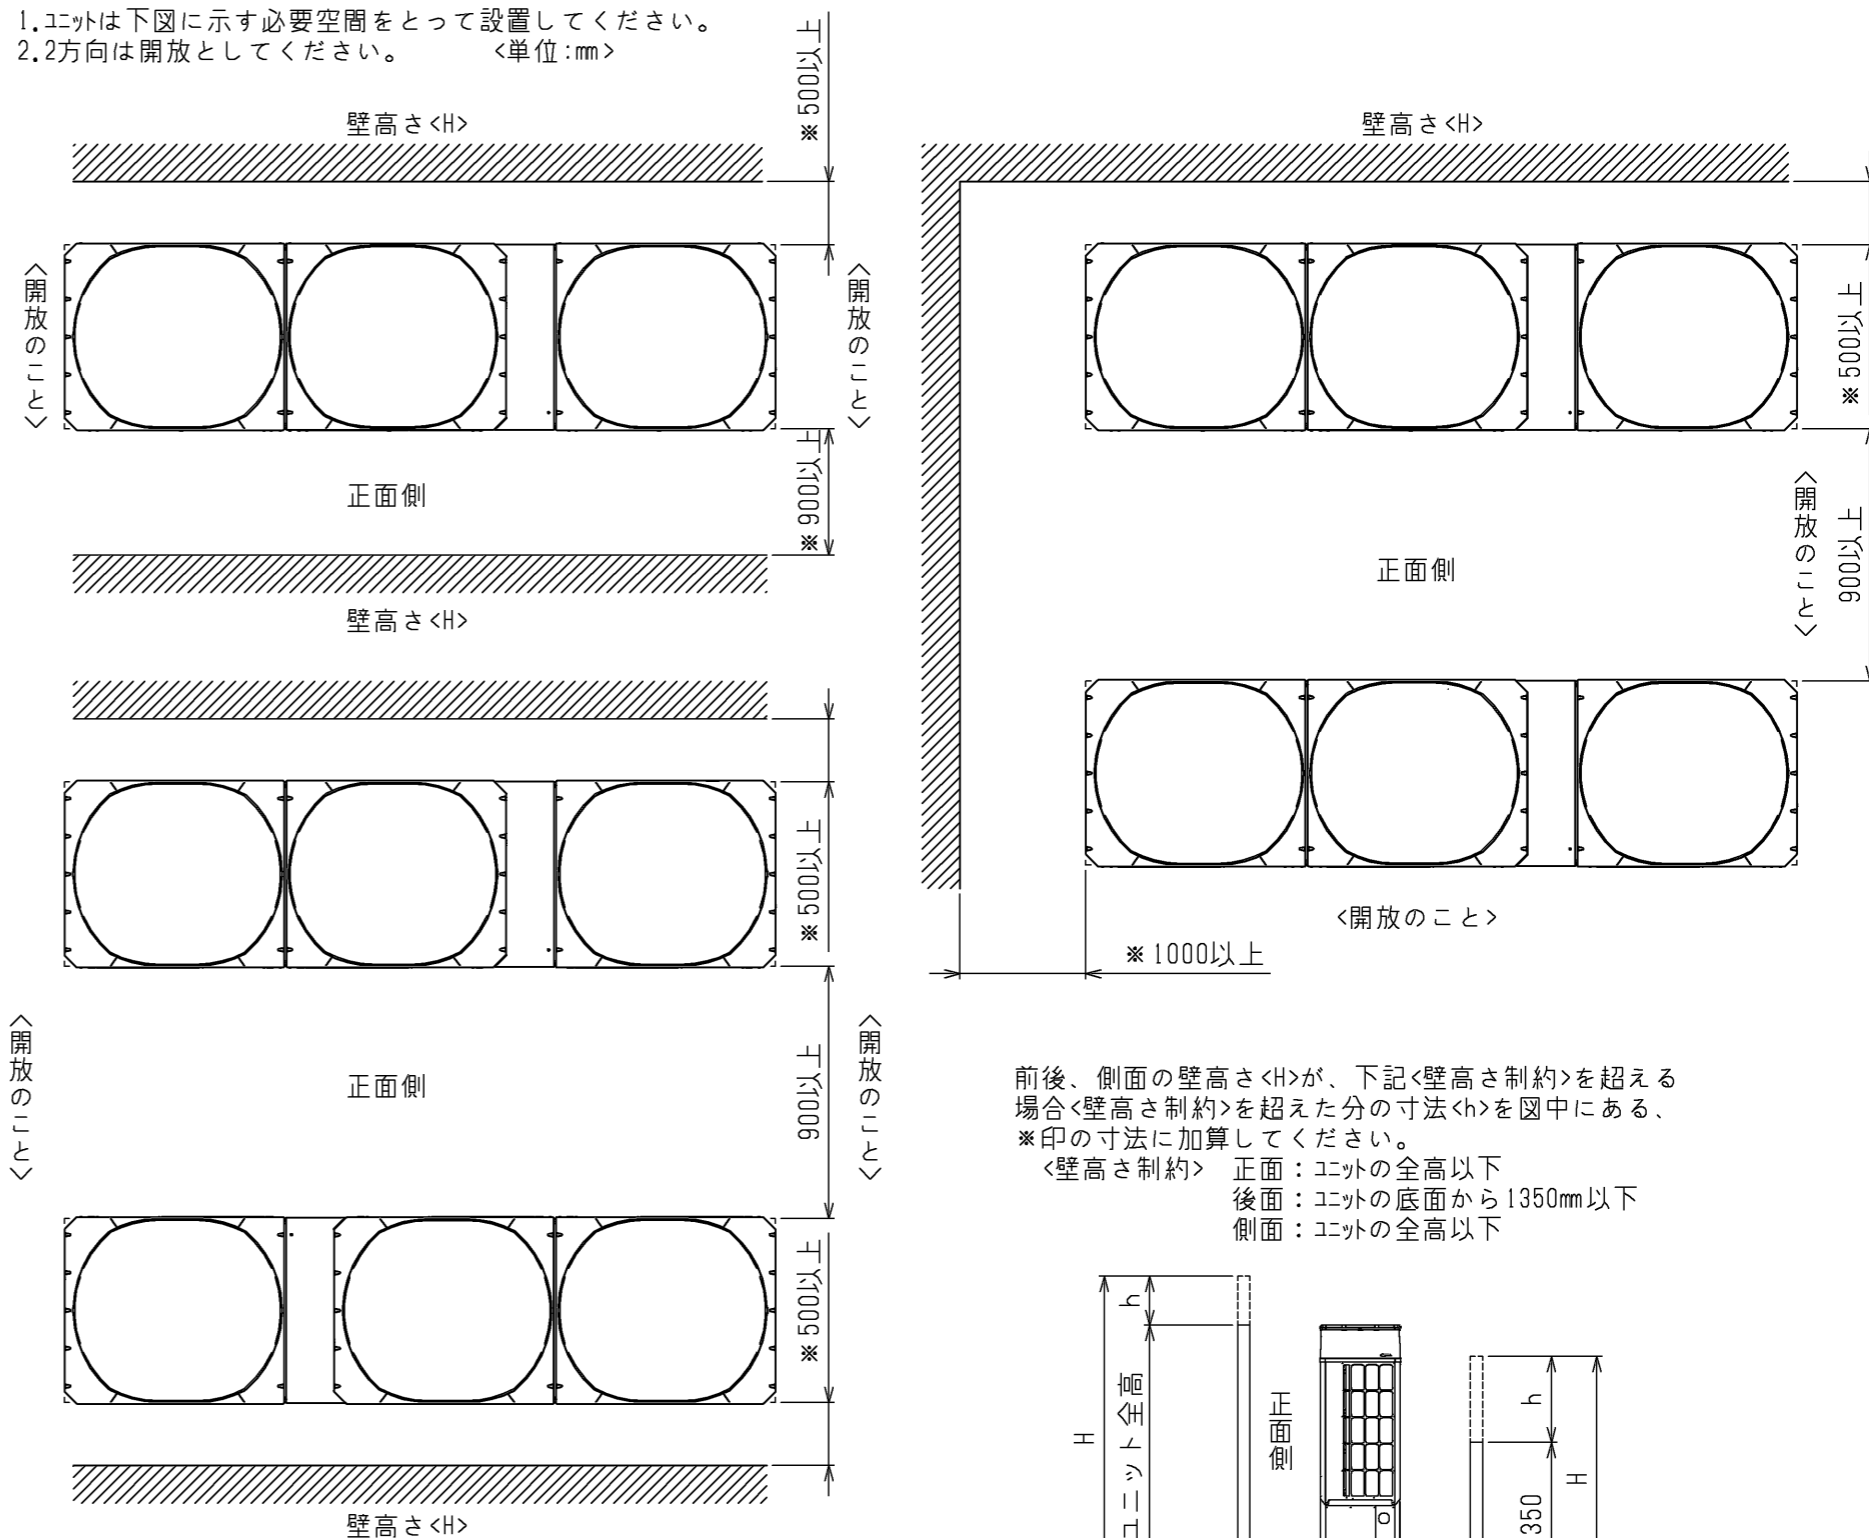 1.ユニットは下図に示す必要空間をとって設置してください。
2.2方向は開放としてください。 <単位:mm>
壁高さ<H>
※500以上
<開放のこと>
<開放のこと>
正面側
※900以上
壁高さ<H>
壁高さ<H>
※500以上
<開放のこと>
正面側
900以上
<開放のこと>
※1000以上
※500以上
<開放のこと>
正面側
900以上
<開放のこと>
※500以上
壁高さ<H>
前後、側面の壁高さ<H>が、下記<壁高さ制約>を超える
場合<壁高さ制約>を超えた分の寸法<h>を図中にある、
※印の寸法に加算してください。
<壁高さ制約> 正面：ユニットの全高以下
後面：ユニットの底面から1350mm以下
側面：ユニットの全高以下
H
h
ユニット全高
正面側
h
H
350